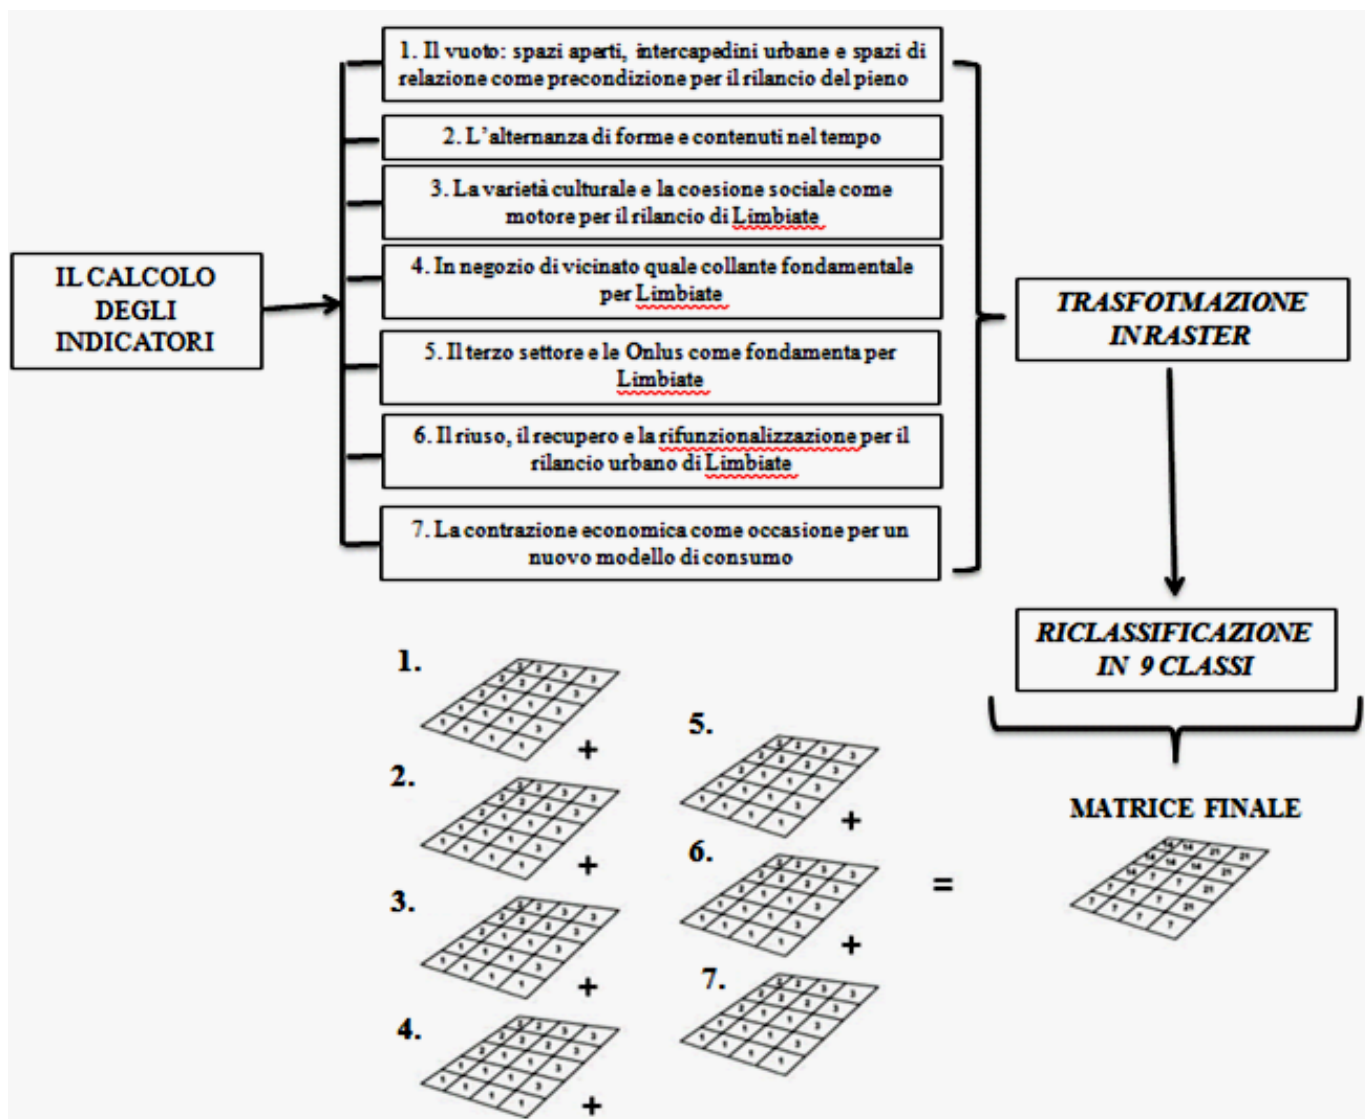 1. Il vuoto: spazi aperti, intercapedini urbane e spazi di
relazione come precondizione per il rilancio del pieno
2. L'alternanza di forme e contenuti nel tempo
3. La varietà culturale e la coesione sociale come
motore per il rilancio di Limbiate
4. In negozio di vicinato quale collante fondamentale
per Limbiate
5. Il terzo settore e le Onlus come fondamenta per
Limbiate
6. Il riuso, il recupero e la rifunzionalizzazione per il
rilancio urbano di Limbiate
7. La contrazione economica come occasione per un
nuovo modello di consumo
IL CALCOLO
DEGLI
INDICATORI
TRASFOTMAZIONE
IN RASTER
RICLASSIFICAZIONE
IN 9 CLASSI
MATRICE FINALE
1.
+
2.
+
3.
+
4.
+
5.
+
6.
+
7.
=